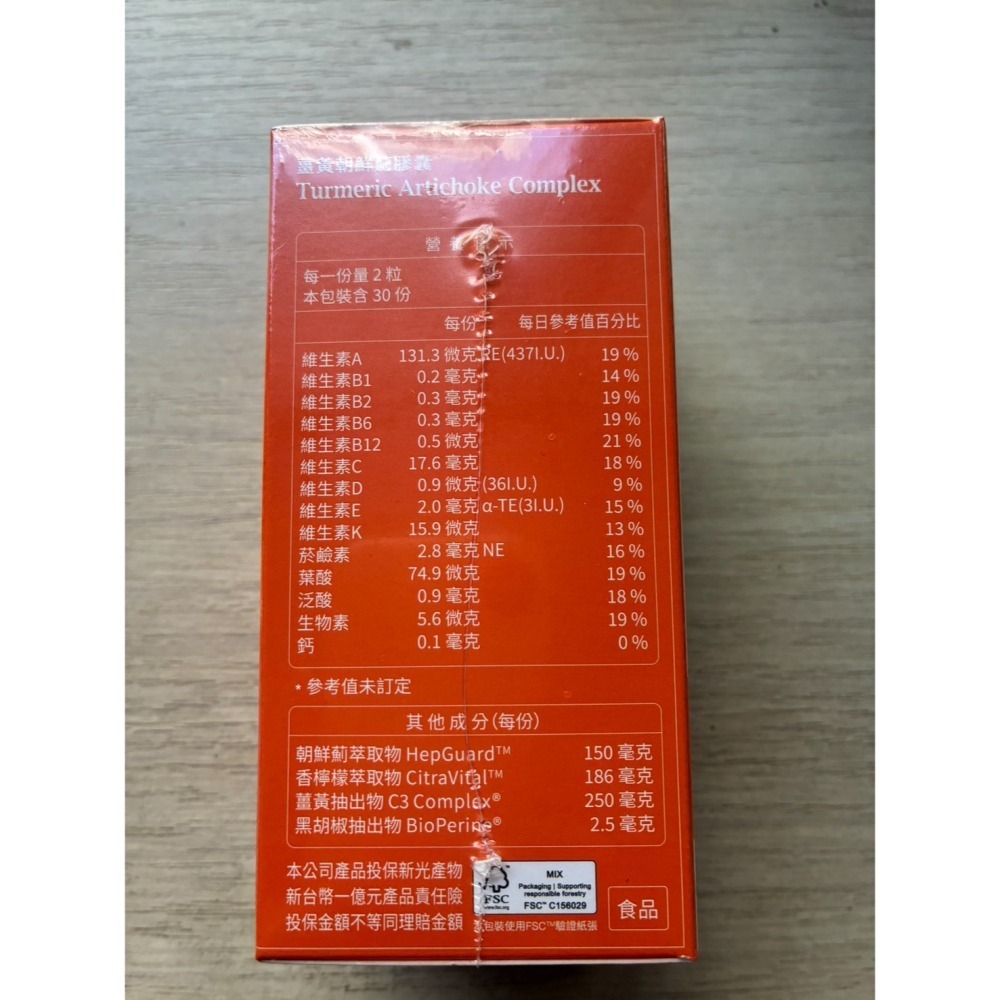 薑黃朝鮮薊膠囊
Turmeric Artichoke Complex
營養標示
每一份量 2 粒
本包裝含 30 份
每份 每日參考值百分比
維生素A 131.3 微克 RE(437I.U.) 19 %
維生素B1 0.2 毫克 14 %
維生素B2 0.3 毫克 19 %
維生素B6 0.3 毫克 19 %
維生素B12 0.5 微克 21 %
維生素C 17.6 毫克 18 %
維生素D 0.9 微克 (36I.U.) 9 %
維生素E 2.0 毫克 α-TE(3I.U.) 15 %
維生素K 15.9 微克 13 %
菸鹼素 2.8 毫克 NE 16 %
葉酸 74.9 微克 19 %
泛酸 0.9 毫克 18 %
生物素 5.6 微克 19 %
鈣 0.1 毫克 0 %
* 參考值未訂定
其他成分(每份)
朝鮮薊萃取物 HepGuard™ 150 毫克
香檸檬萃取物 CitraVital™ 186 毫克
薑黃抽出物 C3 Complex® 250 毫克
黑胡椒抽出物 BioPerine® 2.5 毫克
本公司產品投保新光產物
新台幣一億元產品責任險
投保金額不等同理賠金額
FSC
www.fsc.org
MIX
Packaging | Supporting
responsible forestry
FSC™ C156029
包裝使用FSC™驗證紙張
食品